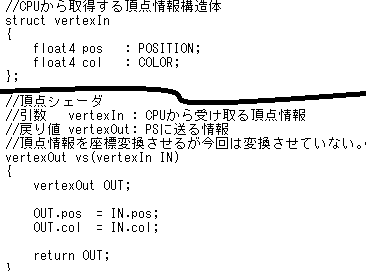 //CPUから取得する頂点情報構造体
struct vertexIn
{
    float4 pos   : POSITION;
    float4 col   : COLOR;
};
//頂点シェーダ
//引数   vertexIn : CPUから受け取る頂点情報
//戻り値 vertexOut: PSに送る情報
//頂点情報を座標変換させるが今回は変換させていない。
vertexOut vs(vertexIn IN)
{
    vertexOut OUT;
    OUT.pos  = IN.pos;
    OUT.col  = IN.col;
    return OUT;
}